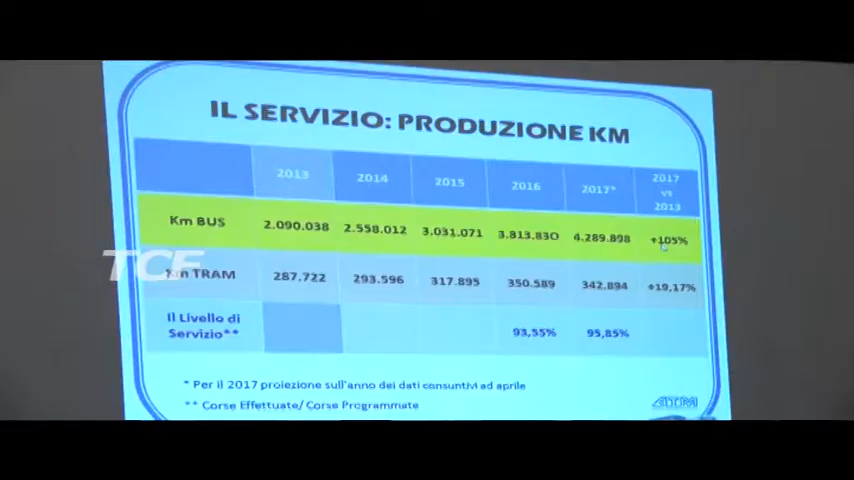 IL SERVIZIO: PRODUZIONE KM
2013 2014 2015 2016 2017* 2017 vs 2013
Km BUS 2.090.038 2.558.012 3.031.071 3.813.830 4.289.898 +105%
TCF
Km TRAM 287.722 293.596 317.895 350.589 342.894 +19,17%
Il Livello di
Servizio** 93,55% 95,85%
* Per il 2017 proiezione sull'anno dei dati consuntivi ad aprile
** Corse Effettuate/ Corse Programmate
ATM